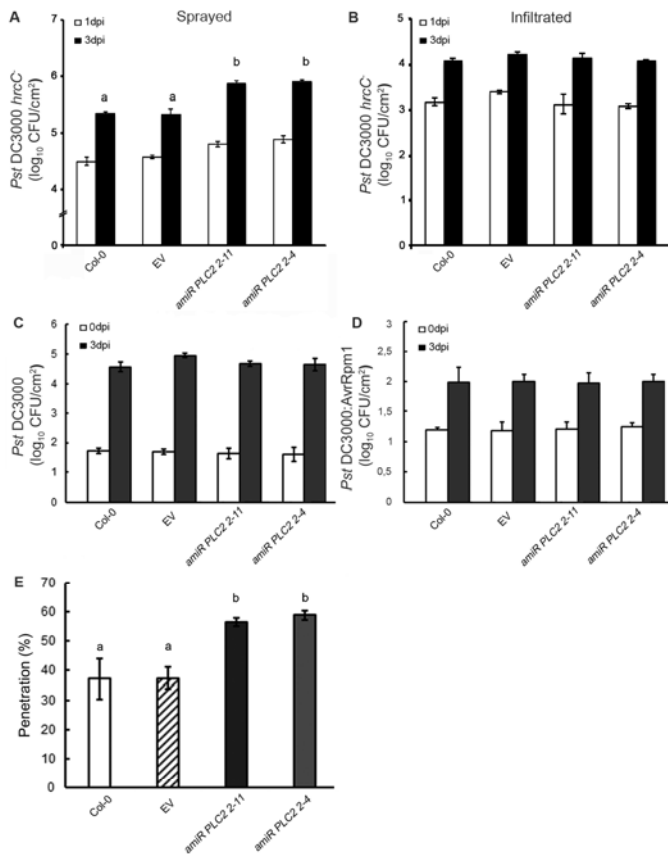 A
Sprayed
1dpi
3dpi
Pst DC3000 hrcC-
(log10 CFU/cm2)
6
5
4
a
a
b
b
Col-0
EV
amiR PLC2 2-11
amiR PLC2 2-4
B
Infiltrated
1dpi
3dpi
Pst DC3000 hrcC-
(log10 CFU/cm2)
5
4
3
2
1
0
Col-0
EV
amiR PLC2 2-11
amiR PLC2 2-4
C
0dpi
3dpi
Pst DC3000
(log10 CFU/cm2)
6
5
4
3
2
1
0
Col-0
EV
amiR PLC2 2-11
amiR PLC2 2-4
D
0dpi
3dpi
Pst DC3000:AvrRpm1
(log10 CFU/cm2)
2,5
2
1,5
1
0,5
0
Col-0
EV
amiR PLC2 2-11
amiR PLC2 2-4
E
Penetration (%)
70
60
50
40
30
20
10
0
a
a
b
b
Col-0
EV
amiR PLC2 2-11
amiR PLC2 2-4